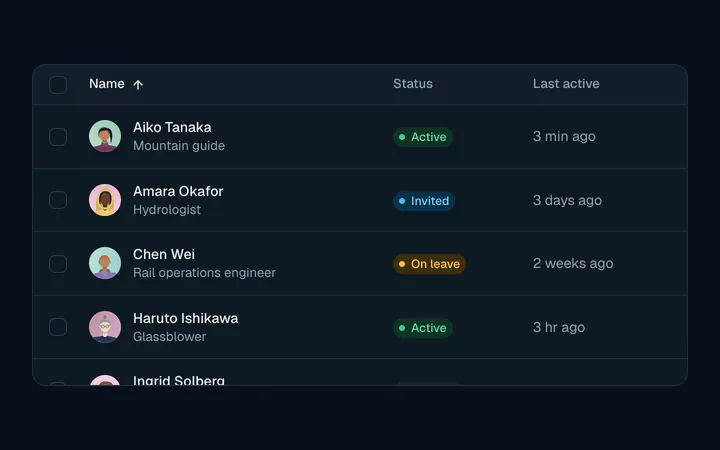 Name Status Last active
Aiko Tanaka
Mountain guide
Active
3 min ago
Amara Okafor
Hydrologist
Invited
3 days ago
Chen Wei
Rail operations engineer
On leave
2 weeks ago
Haruto Ishikawa
Glassblower
Active
3 hr ago
Ingrid Solberg